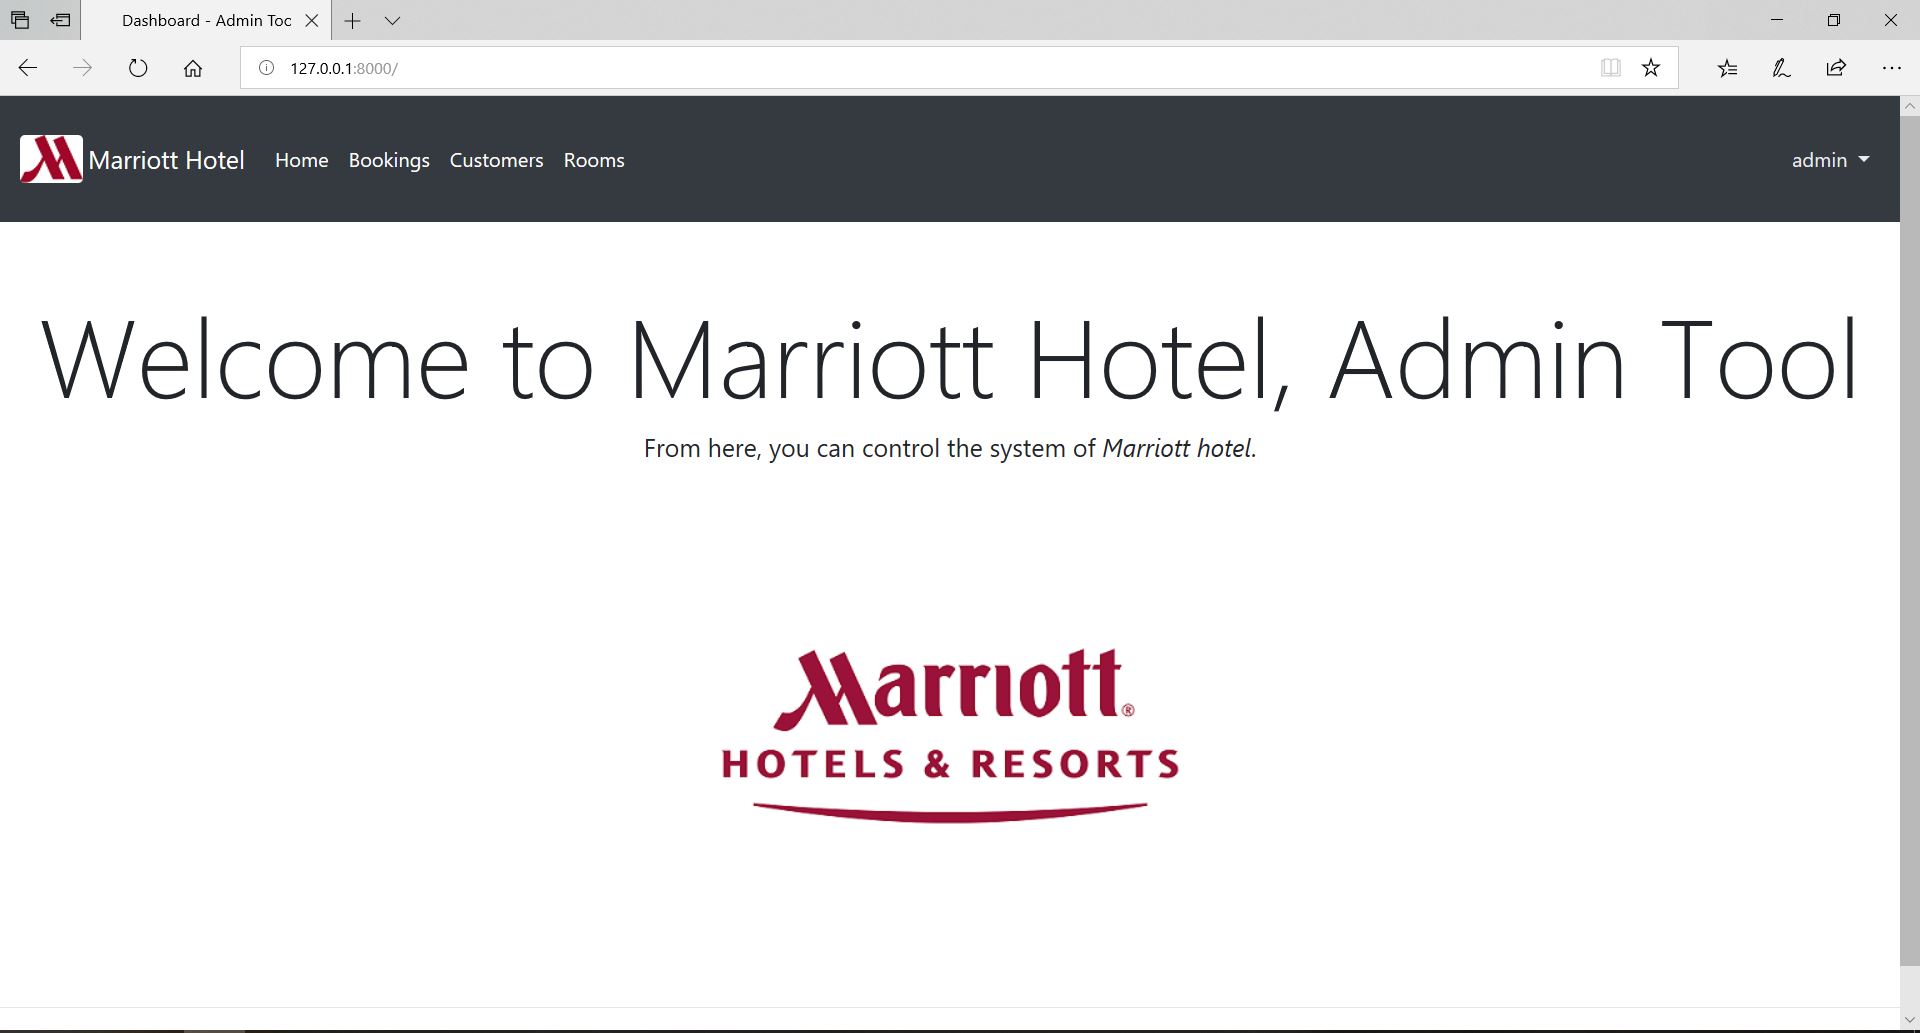 Dashboard - Admin Too
127.0.0.1:8000/
Marriott Hotel Home Bookings Customers Rooms admin
Welcome to Marriott Hotel, Admin Tool
From here, you can control the system of Marriott hotel.
Marriott®
HOTELS & RESORTS